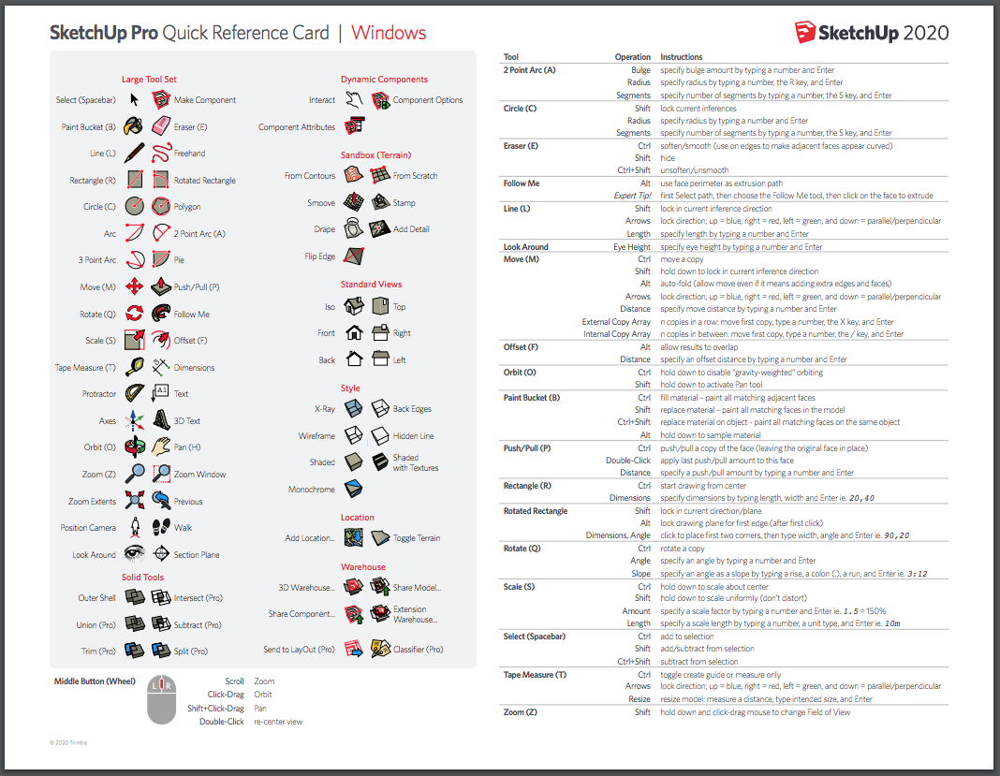 SketchUp Pro Quick Reference Card | Windows
SketchUp 2020
Large Tool Set
Select (Spacebar) Make Component
Paint Bucket (B) Eraser (E)
Line (L) Freehand
Rectangle (R) Rotated Rectangle
Circle (C) Polygon
Arc 2 Point Arc (A)
3 Point Arc Pie
Move (M) Push/Pull (P)
Rotate (Q) Follow Me
Scale (S) Offset (F)
Tape Measure (T) Dimensions
Protractor A1 Text
Axes 3D Text
Orbit (O) Pan (H)
Zoom (Z) Zoom Window
Zoom Extents Previous
Position Camera Walk
Look Around Section Plane
Solid Tools
Outer Shell Intersect (Pro)
Union (Pro) Subtract (Pro)
Trim (Pro) Split (Pro)
Dynamic Components
Interact Component Options
Component Attributes
Sandbox (Terrain)
From Contours From Scratch
Smoove Stamp
Drape Add Detail
Flip Edge
Standard Views
Iso Top
Front Right
Back Left
Style
X-Ray Back Edges
Wireframe Hidden Line
Shaded Shaded
with Textures
Monochrome
Location
Add Location... Toggle Terrain
Warehouse
3D Warehouse... Share Model...
Share Component... Extension
Warehouse...
Send to LayOut (Pro) Classifier (Pro)
Middle Button (Wheel) L R Scroll Zoom
Click-Drag Orbit
Shift+Click-Drag Pan
Double-Click re-center view
© 2020 Trimble
Tool Operation Instructions
2 Point Arc (A) Bulge specify bulge amount by typing a number and Enter
Radius specify radius by typing a number, the R key, and Enter
Segments specify number of segments by typing a number, the S key, and Enter
Circle (C) Shift lock current inferences
Radius specify radius by typing a number and Enter
Segments specify number of segments by typing a number, the S key, and Enter
Eraser (E) Ctrl soften/smooth (use on edges to make adjacent faces appear curved)
Shift hide
Ctrl+Shift unsoften/unsmooth
Follow Me Alt use face perimeter as extrusion path
Expert Tip! first Select path, then choose the Follow Me tool, then click on the face to extrude
Line (L) Shift lock in current inference direction
Arrows lock direction; up = blue, right = red, left = green, and down = parallel/perpendicular
Length specify length by typing a number and Enter
Look Around Eye Height specify eye height by typing a number and Enter
Move (M) Ctrl move a copy
Shift hold down to lock in current inference direction
Alt auto-fold (allow move even if it means adding extra edges and faces)
Arrows lock direction; up = blue, right = red, left = green, and down = parallel/perpendicular
Distance specify move distance by typing a number and Enter
External Copy Array n copies in a row: move first copy, type a number, the X key, and Enter
Internal Copy Array n copies in between: move first copy, type a number, the / key, and Enter
Offset (F) Alt allow results to overlap
Distance specify an offset distance by typing a number and Enter
Orbit (O) Ctrl hold down to disable "gravity-weighted" orbiting
Shift hold down to activate Pan tool
Paint Bucket (B) Ctrl fill material – paint all matching adjacent faces
Shift replace material – paint all matching faces in the model
Ctrl+Shift replace material on object - paint all matching faces on the same object
Alt hold down to sample material
Push/Pull (P) Ctrl push/pull a copy of the face (leaving the original face in place)
Double-Click apply last push/pull amount to this face
Distance specify a push/pull amount by typing a number and Enter
Rectangle (R) Ctrl start drawing from center
Dimensions specify dimensions by typing length, width and Enter ie. 20,40
Rotated Rectangle Shift lock in current direction/plane
Alt lock drawing plane for first edge (after first click)
Dimensions, Angle click to place first two corners, then type width, angle and Enter ie. 90,20
Rotate (Q) Ctrl rotate a copy
Angle specify an angle by typing a number and Enter
Slope specify an angle as a slope by typing a rise, a colon (:), a run, and Enter ie. 3:12
Scale (S) Ctrl hold down to scale about center
Shift hold down to scale uniformly (don't distort)
Amount specify a scale factor by typing a number and Enter ie. 1.5 = 150%
Length specify a scale length by typing a number, a unit type, and Enter ie. 10m
Select (Spacebar) Ctrl add to selection
Shift add/subtract from selection
Ctrl+Shift subtract from selection
Tape Measure (T) Ctrl toggle create guide or measure only
Arrows lock direction; up = blue, right = red, left = green, and down = parallel/perpendicular
Resize resize model: measure a distance, type intended size, and Enter
Zoom (Z) Shift hold down and click-drag mouse to change Field of View